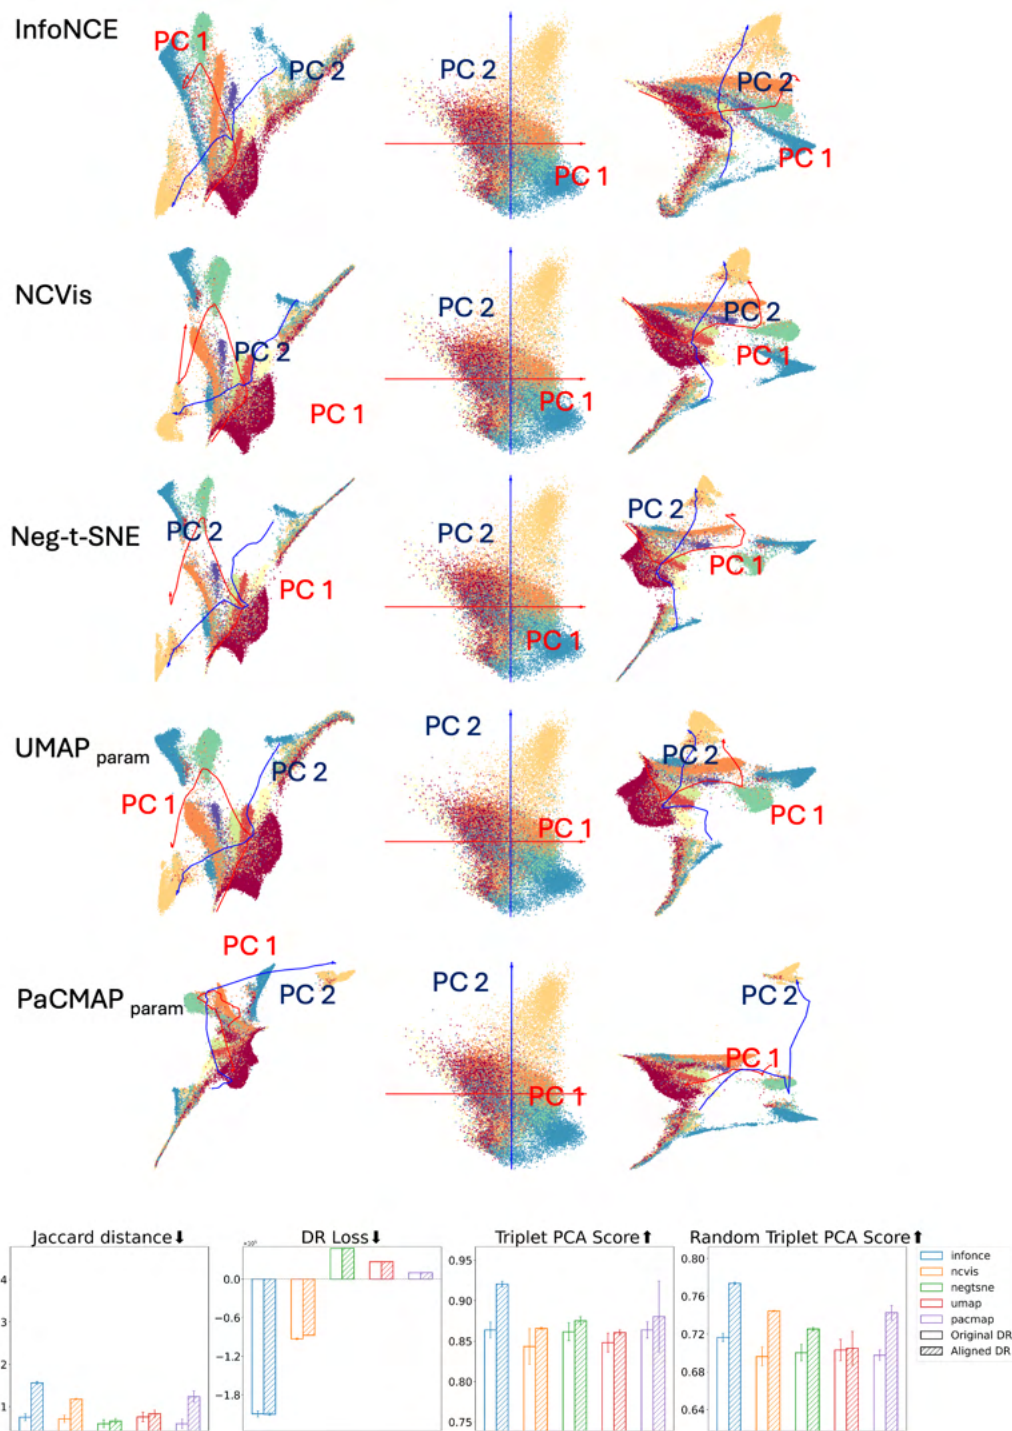 InfoNCE
PC 1
PC 2
PC 2
PC 1
PC 2
PC 1
NCVis
PC 2
PC 1
PC 2
PC 1
PC 2
PC 1
Neg-t-SNE
PC 2
PC 1
PC 2
PC 1
PC 2
PC 1
UMAP param
PC 1
PC 2
PC 2
PC 1
PC 2
PC 1
PaCMAP param
PC 1
PC 2
PC 2
PC 1
PC 2
PC 1
Jaccard distance⬇
4
3
2
1
DR Loss⬇
0.0
−0.6
−1.2
−1.8
Triplet PCA Score⬆
0.95
0.90
0.85
0.80
0.75
Random Triplet PCA Score⬆
0.80
0.76
0.72
0.68
0.64
infonce
ncvis
negtsne
umap
pacmap
Original DR
Aligned DR